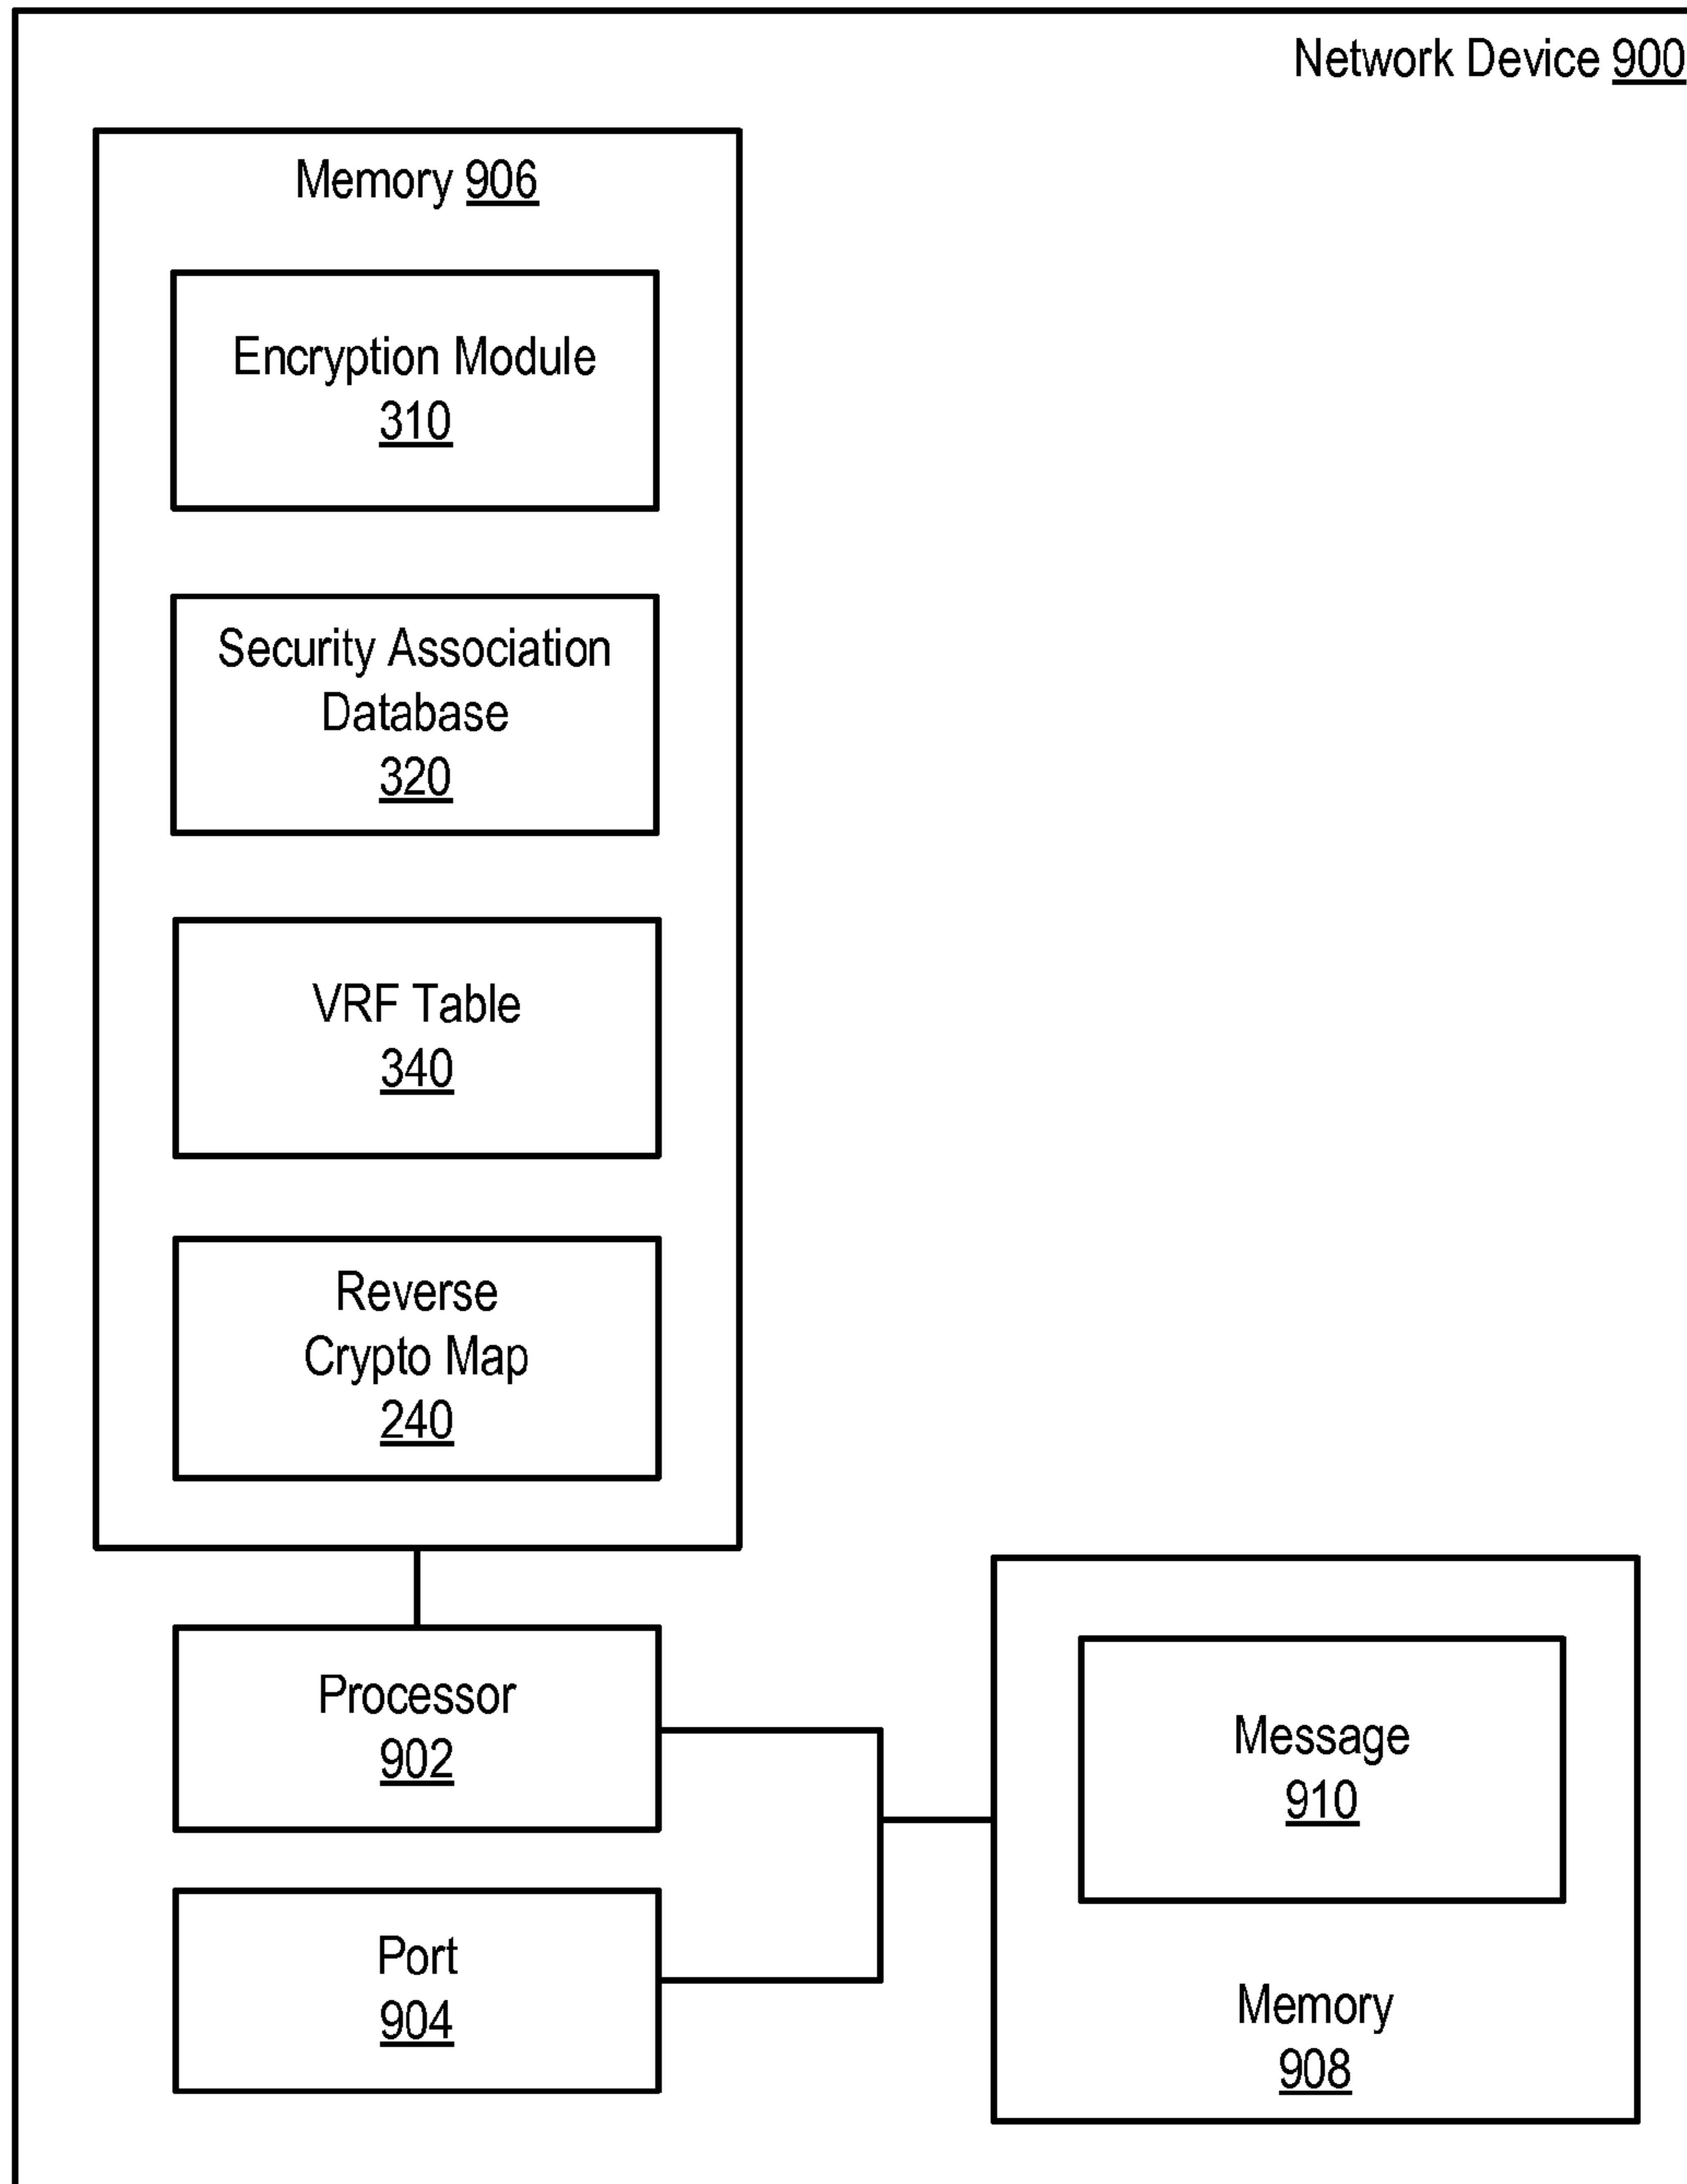 Network Device 900
Memory 906
Encryption Module
310
Security Association
Database
320
VRF Table
340
Reverse
Crypto Map
240
Processor
902
Port
904
Message
910
Memory
908